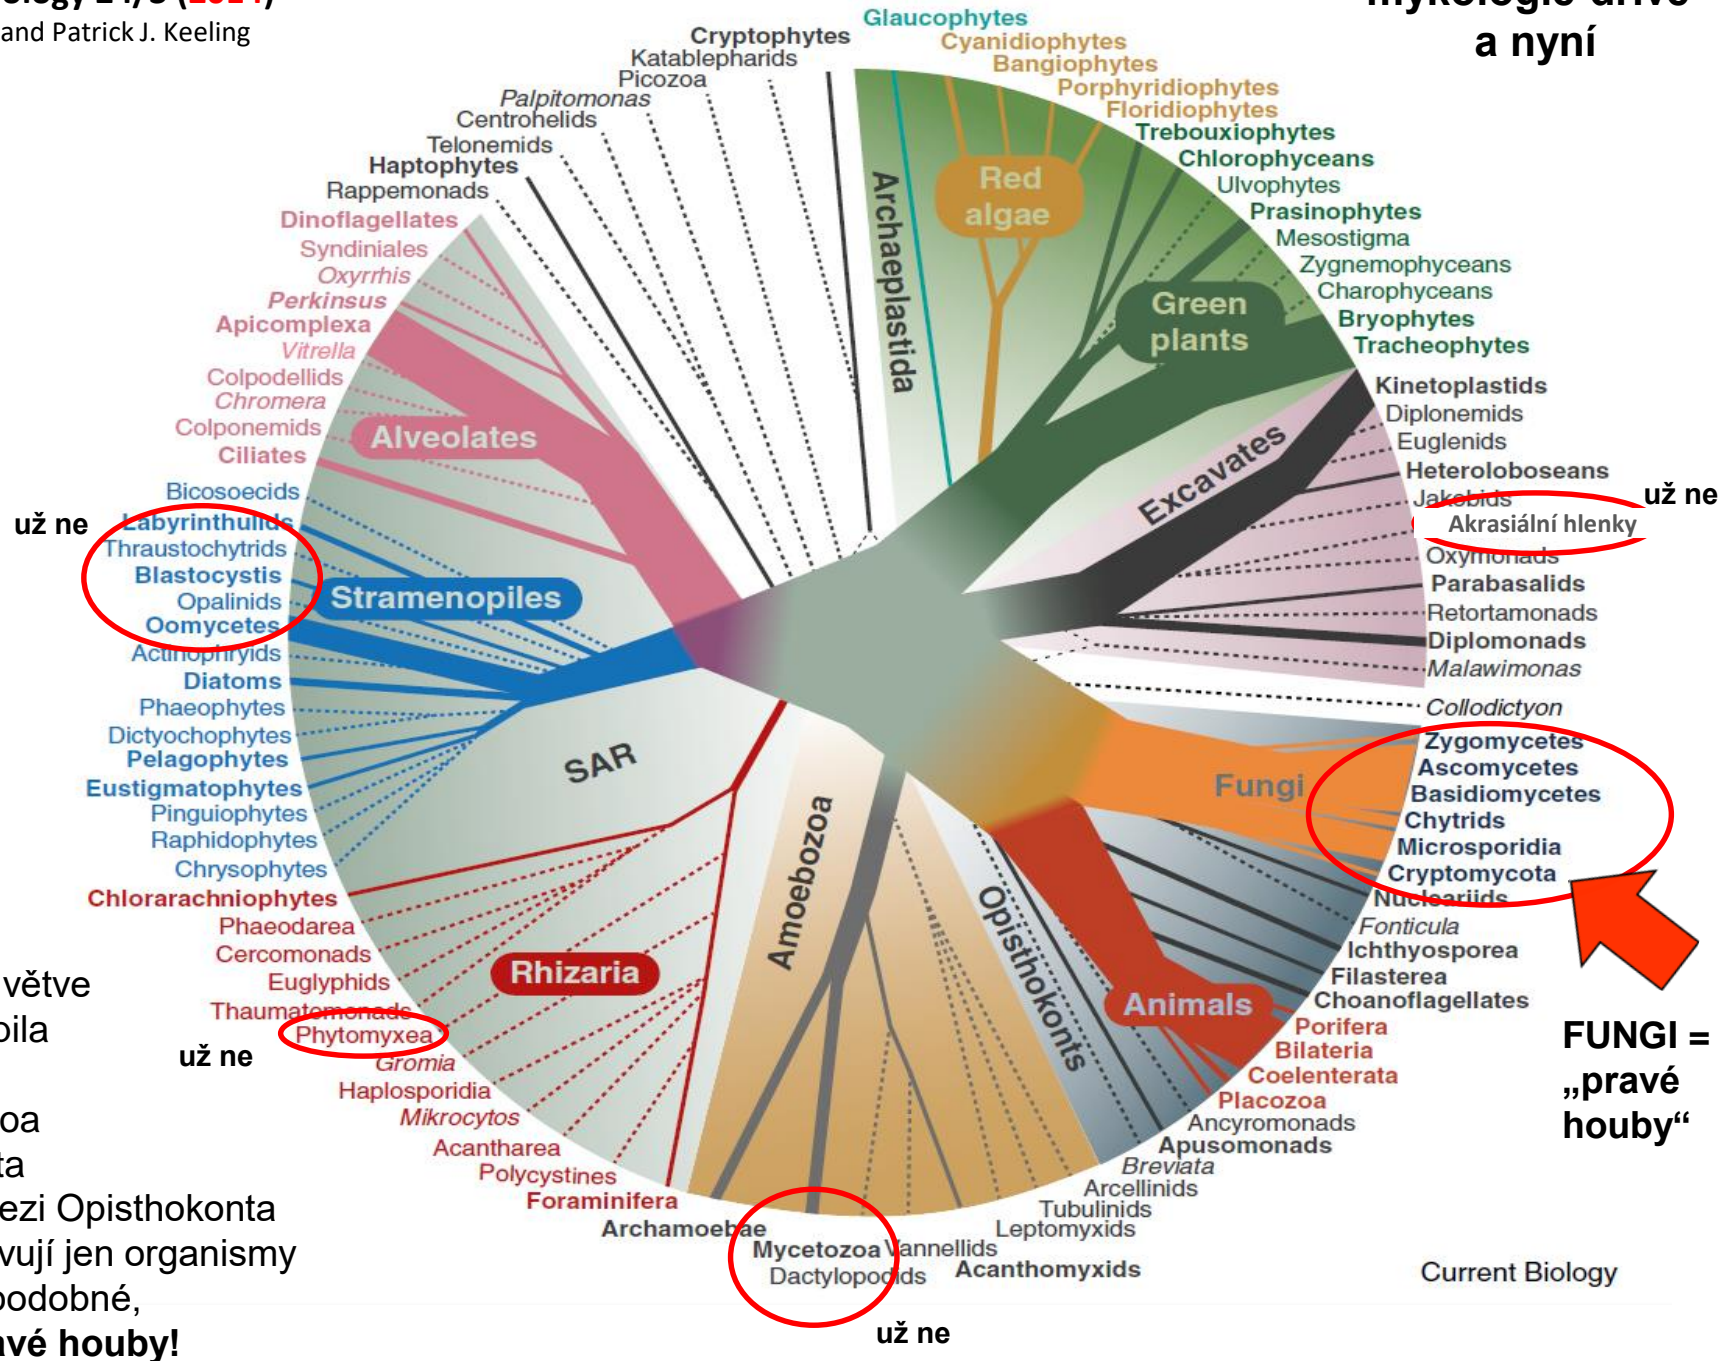 and Patrick J. Keeling
a nyní
Glaucophytes
Cyanidiophytes
Bangiophytes
Porphyridiophytes
Floridiophytes
Trebouxiophytes
Chlorophyceans
Ulvophytes
Prasinophytes
Mesostigma
Zygnemophyceans
Charophyceans
Bryophytes
Tracheophytes
Kinetoplastids
Diplonemids
Euglenids
Heteroloboseans
Jakobids
už ne
Akrasiální hlenky
Oxymonads
Parabasalids
Retortamonads
Diplomonads
Malawimonas
Collodictyon
Zygomycetes
Ascomycetes
Basidiomycetes
Chytrids
Microsporidia
Cryptomycota
Nucleariids
Fonticula
Ichthyosporea
Filasterea
Choanoflagellates
Porifera
Bilateria
Coelenterata
Placozoa
Ancyromonads
Apusomonads
Breviata
Arcellinids
Tubulinids
Leptomyxids
Acanthomyxids
Vannellids
Dactylopodids
Mycetozoa
Archamoebae
už ne
Foraminifera
Polycystines
Acantharea
Mikrocytos
Haplosporidia
Gromia
Phytomyxea
už ne
Thaumatomonads
Euglyphids
Cercomonads
Phaeodarea
Chlorarachniophytes
Chrysophytes
Raphidophytes
Pinguiophytes
Eustigmatophytes
Pelagophytes
Dictyochophytes
Phaeophytes
Diatoms
Actinophryids
Oomycetes
Opalinids
Blastocystis
Thraustochytrids
Labyrinthulids
už ne
Bicosoecids
Ciliates
Colponemids
Chromera
Colpodellids
Vitrella
Apicomplexa
Perkinsus
Oxyrrhis
Syndiniales
Dinoflagellates
Rappemonads
Haptophytes
Telonemids
Centrohelids
Palpitomonas
Picozoa
Katablepharids
Cryptophytes
Archaeplastida
Red
algae
Green
plants
Excavates
Alveolates
Stramenopiles
SAR
Rhizaria
Amoebozoa
Opisthokonts
Animals
Fungi
FUNGI =
„pravé
houby“
Current Biology
větve
ezi Opisthokonta
vují jen organismy
podobné,
avé houby!